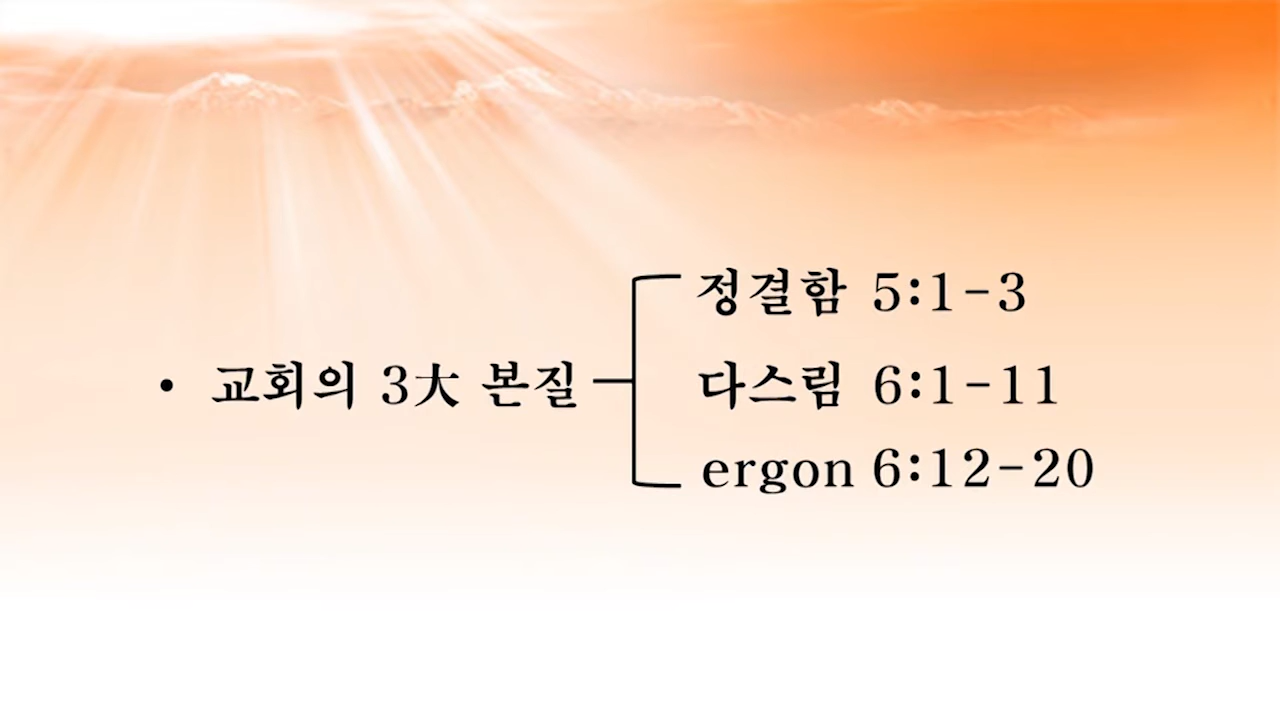 정결함 5:1-3
• 교회의 3大 본질
다스림 6:1-11
ergon 6:12-20